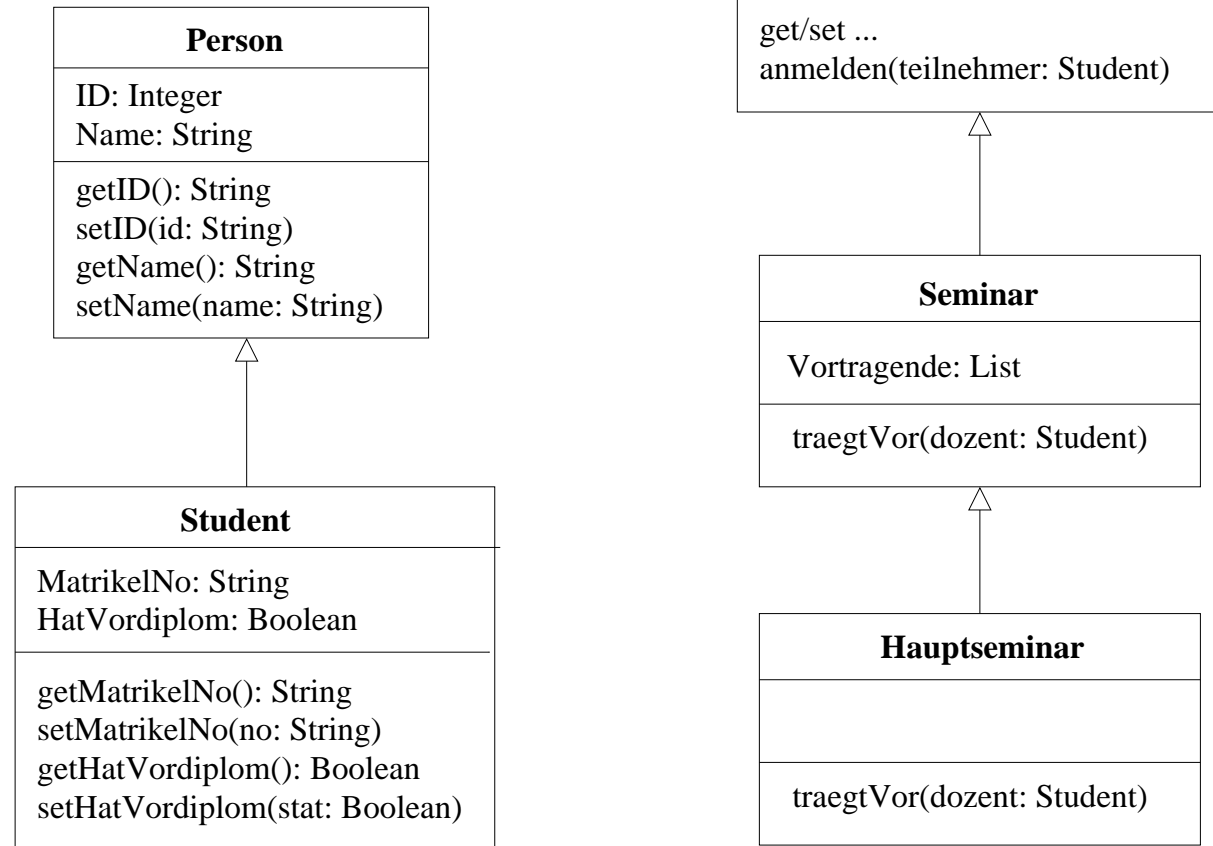 Person
ID: Integer
Name: String
getID(): String
setID(id: String)
getName(): String
setName(name: String)
Student
MatrikelNo: String
HatVordiplom: Boolean
getMatrikelNo(): String
setMatrikelNo(no: String)
getHatVordiplom(): Boolean
setHatVordiplom(stat: Boolean)
get/set ...
anmelden(teilnehmer: Student)
Seminar
Vortragende: List
traegtVor(dozent: Student)
Hauptseminar
traegtVor(dozent: Student)